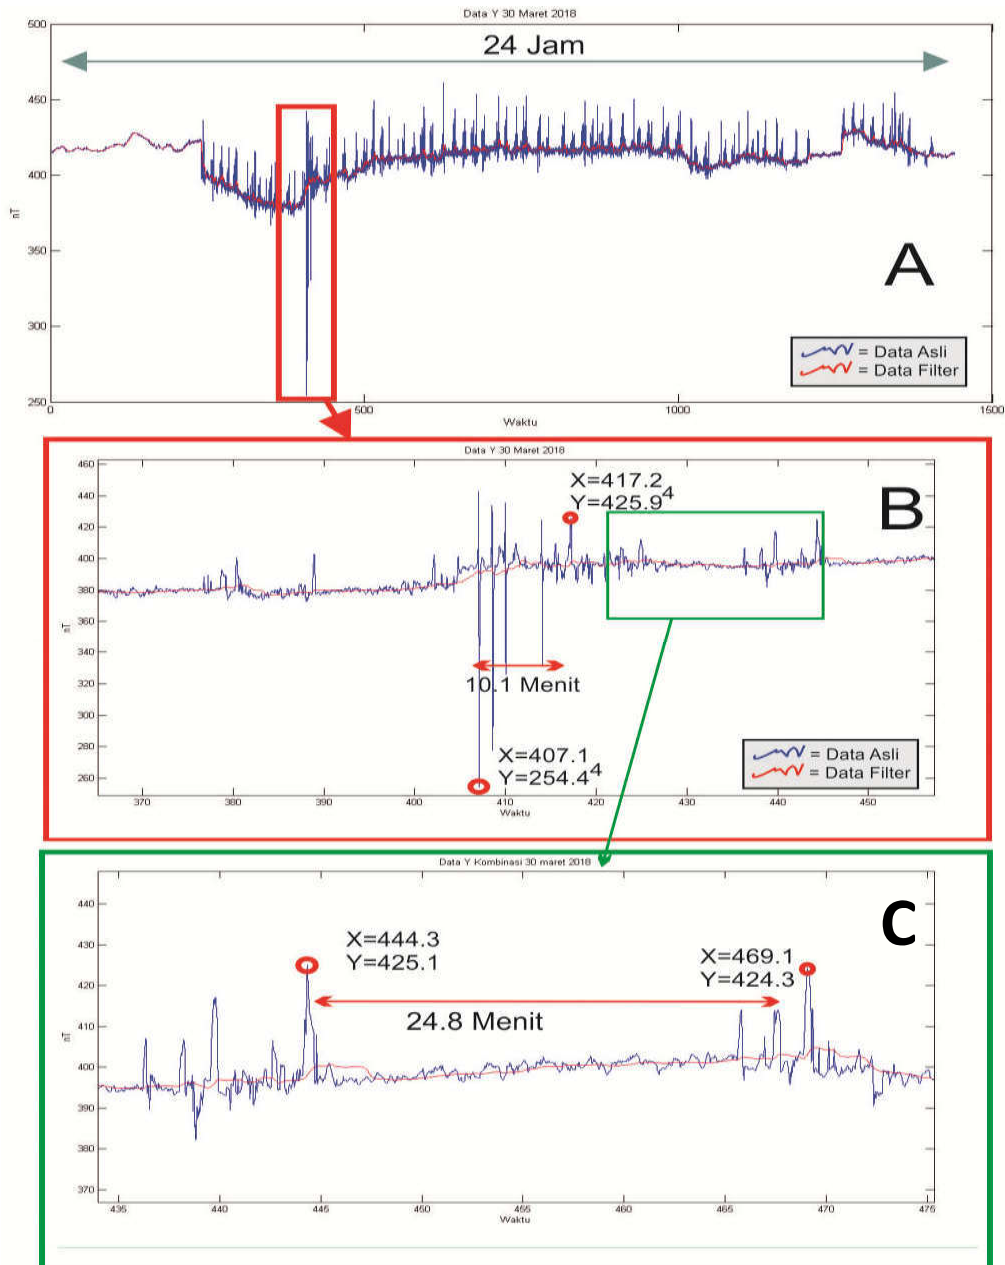 Data Y 30 Maret 2018
500
450
400
350
300
250
nT
24 Jam
A
= Data Asli
= Data Filter
0
500
1000
1500
Waktu
Data Y 30 Maret 2018
460
440
420
400
380
360
340
320
300
280
260
nT
X=417.2
Y=425.94
B
10.1 Menit
X=407.1
Y=254.44
= Data Asli
= Data Filter
370
380
390
400
410
420
430
440
450
Waktu
Data Y Kombinasi 30 maret 2018
440
430
420
410
400
390
380
370
nT
C
X=444.3
Y=425.1
X=469.1
Y=424.3
24.8 Menit
435
440
445
450
455
460
465
470
475
Waktu